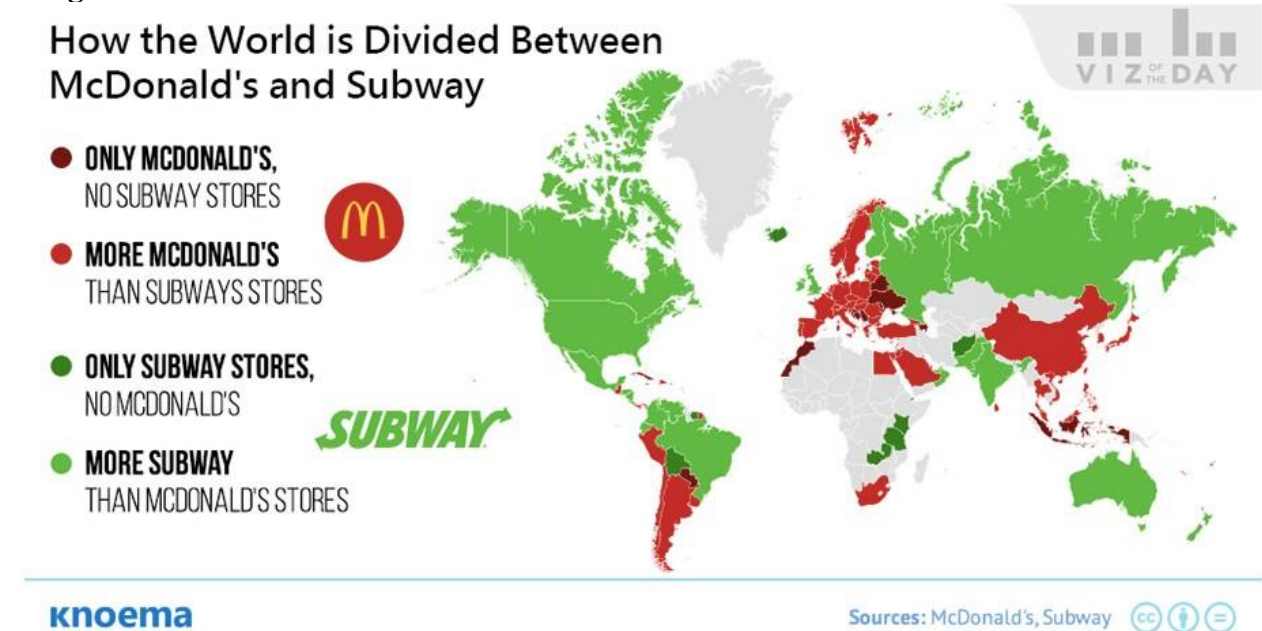 How the World is Divided Between
McDonald's and Subway
VIZ OF THE DAY
ONLY MCDONALD'S,
NO SUBWAY STORES
MORE MCDONALD'S
THAN SUBWAYS STORES
ONLY SUBWAY STORES,
NO MCDONALD'S
SUBWAY
MORE SUBWAY
THAN MCDONALD'S STORES
knoema
Sources: McDonald's, Subway
cc